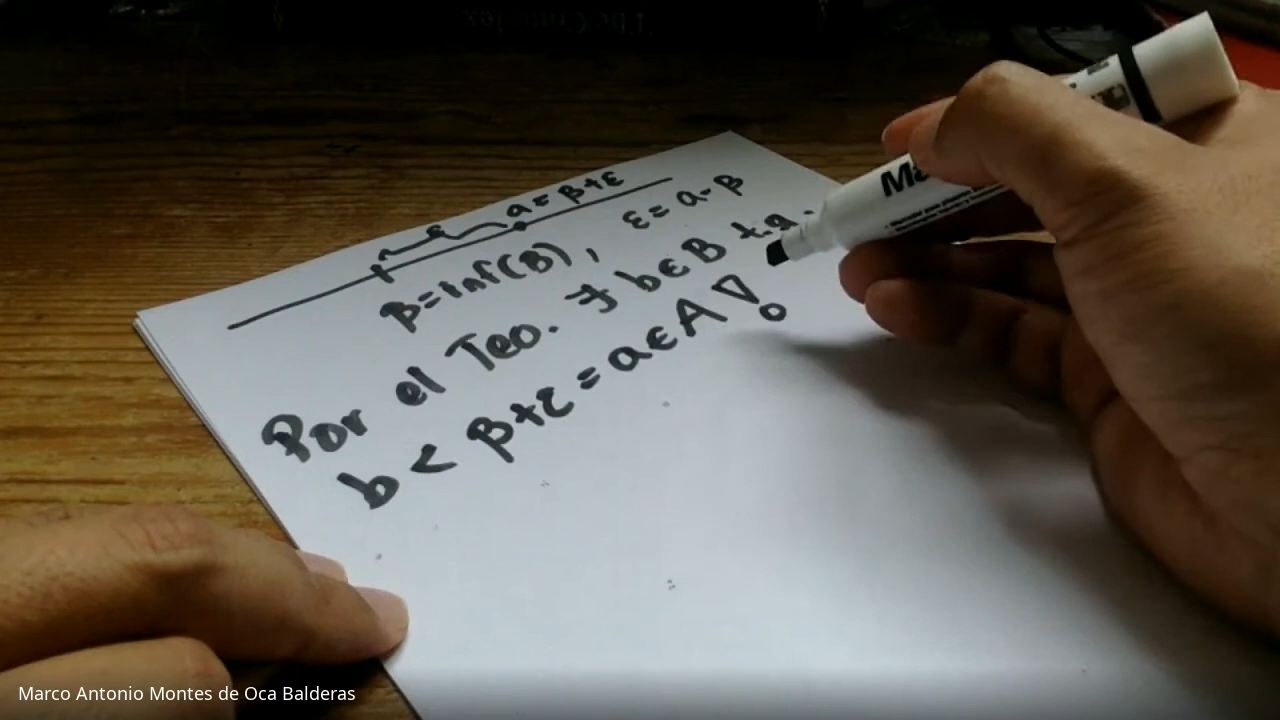 a = β+ε
β = inf(B), ε = a - β
Por el Teo. ∃ b ∈ B t.q.
b < β+ε = a ∈ A !
Marco Antonio Montes de Oca Balderas